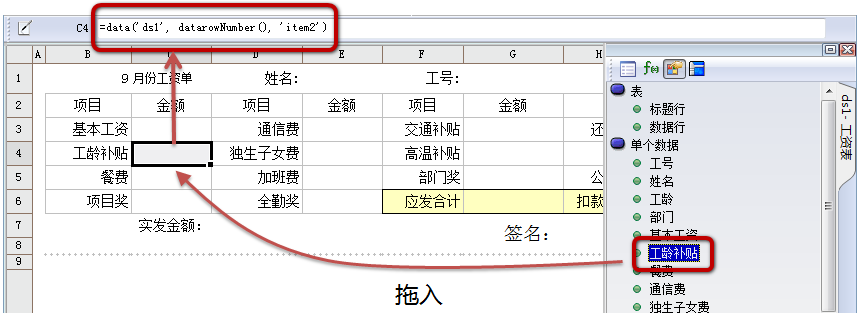 C4 =data('ds1', datarowNumber(), 'item2')
A B C D E F G H
1 9 月份工资单 姓名： 工号：
2 项目 金额 项目 金额 项目 金额
3 基本工资 通信费 交通补贴 还
4 工龄补贴 独生子女费 高温补贴
5 餐费 加班费 部门奖 公
6 项目奖 全勤奖 应发合计 扣款
7 实发金额： 签名：
8
9
拖入
f(x)
表
标题行
数据行
单个数据
工号
姓名
工龄
部门
基本工资
工龄补贴
餐费
通信费
独生子女费
ds1- 工资表